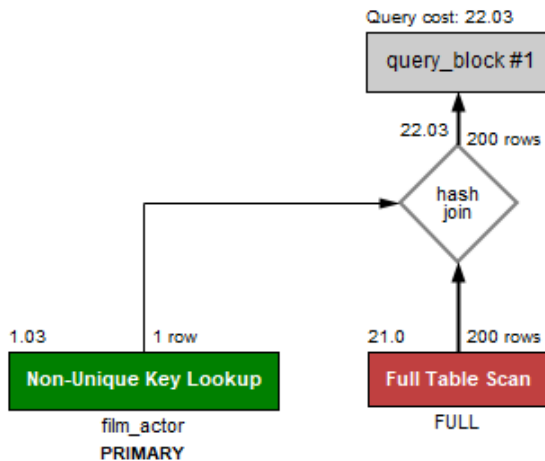 Query cost: 22.03
query_block #1
22.03
200 rows
hash
join
1.03
1 row
21.0
200 rows
Non-Unique Key Lookup
Full Table Scan
film_actor
FULL
PRIMARY